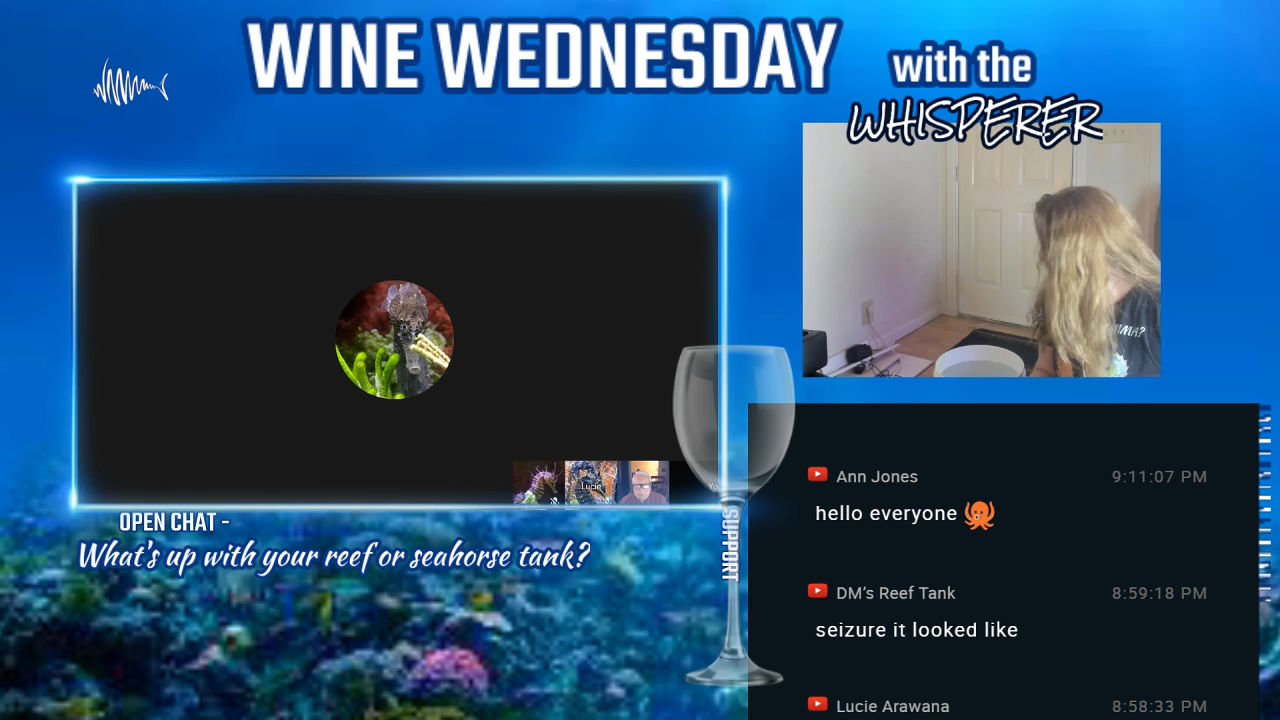 WINE WEDNESDAY
with the
WHISPERER
OPEN CHAT -
What's up with your reef or seahorse tank?
Lucie
SUPPORT
Ann Jones
9:11:07 PM
hello everyone
DM's Reef Tank
8:59:18 PM
seizure it looked like
Lucie Arawana
8:58:33 PM